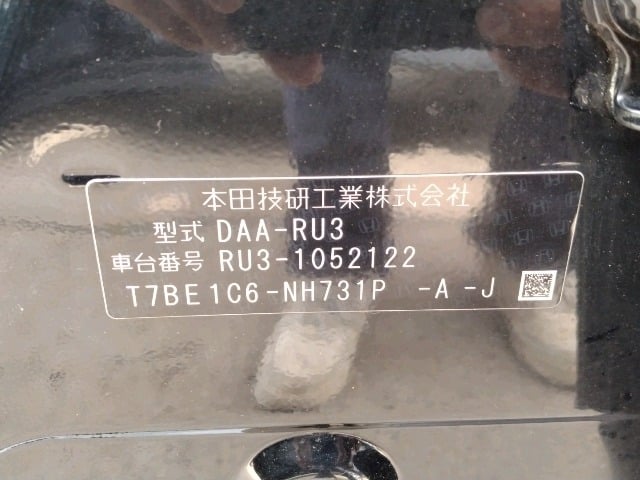 本田技研工業株式会社
型式 DAA-RU3
車台番号 RU3-1052122
T7BE1C6-NH731P -A -J